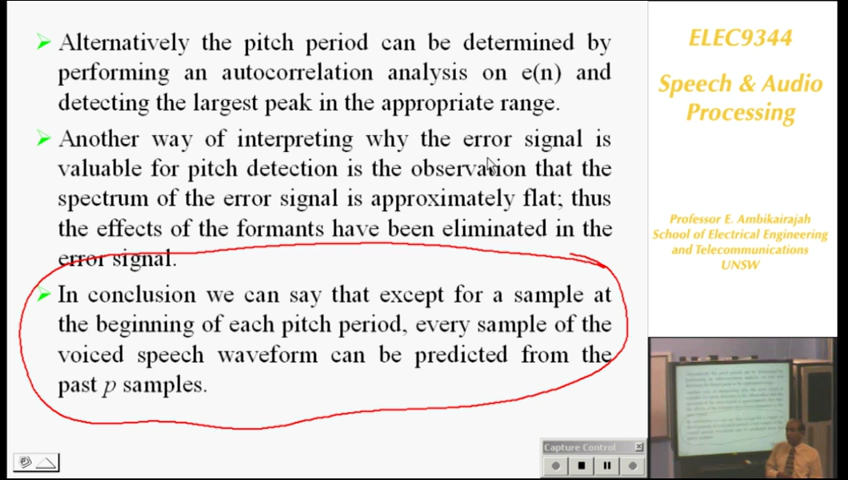 Alternatively the pitch period can be determined by
performing an autocorrelation analysis on e(n) and
detecting the largest peak in the appropriate range.
Another way of interpreting why the error signal is
valuable for pitch detection is the observation that the
spectrum of the error signal is approximately flat; thus
the effects of the formants have been eliminated in the
error signal.
In conclusion we can say that except for a sample at
the beginning of each pitch period, every sample of the
voiced speech waveform can be predicted from the
past p samples.
ELEC9344
Speech & Audio
Processing
Professor E. Ambikairajah
School of Electrical Engineering
and Telecommunications
UNSW
Capture Control